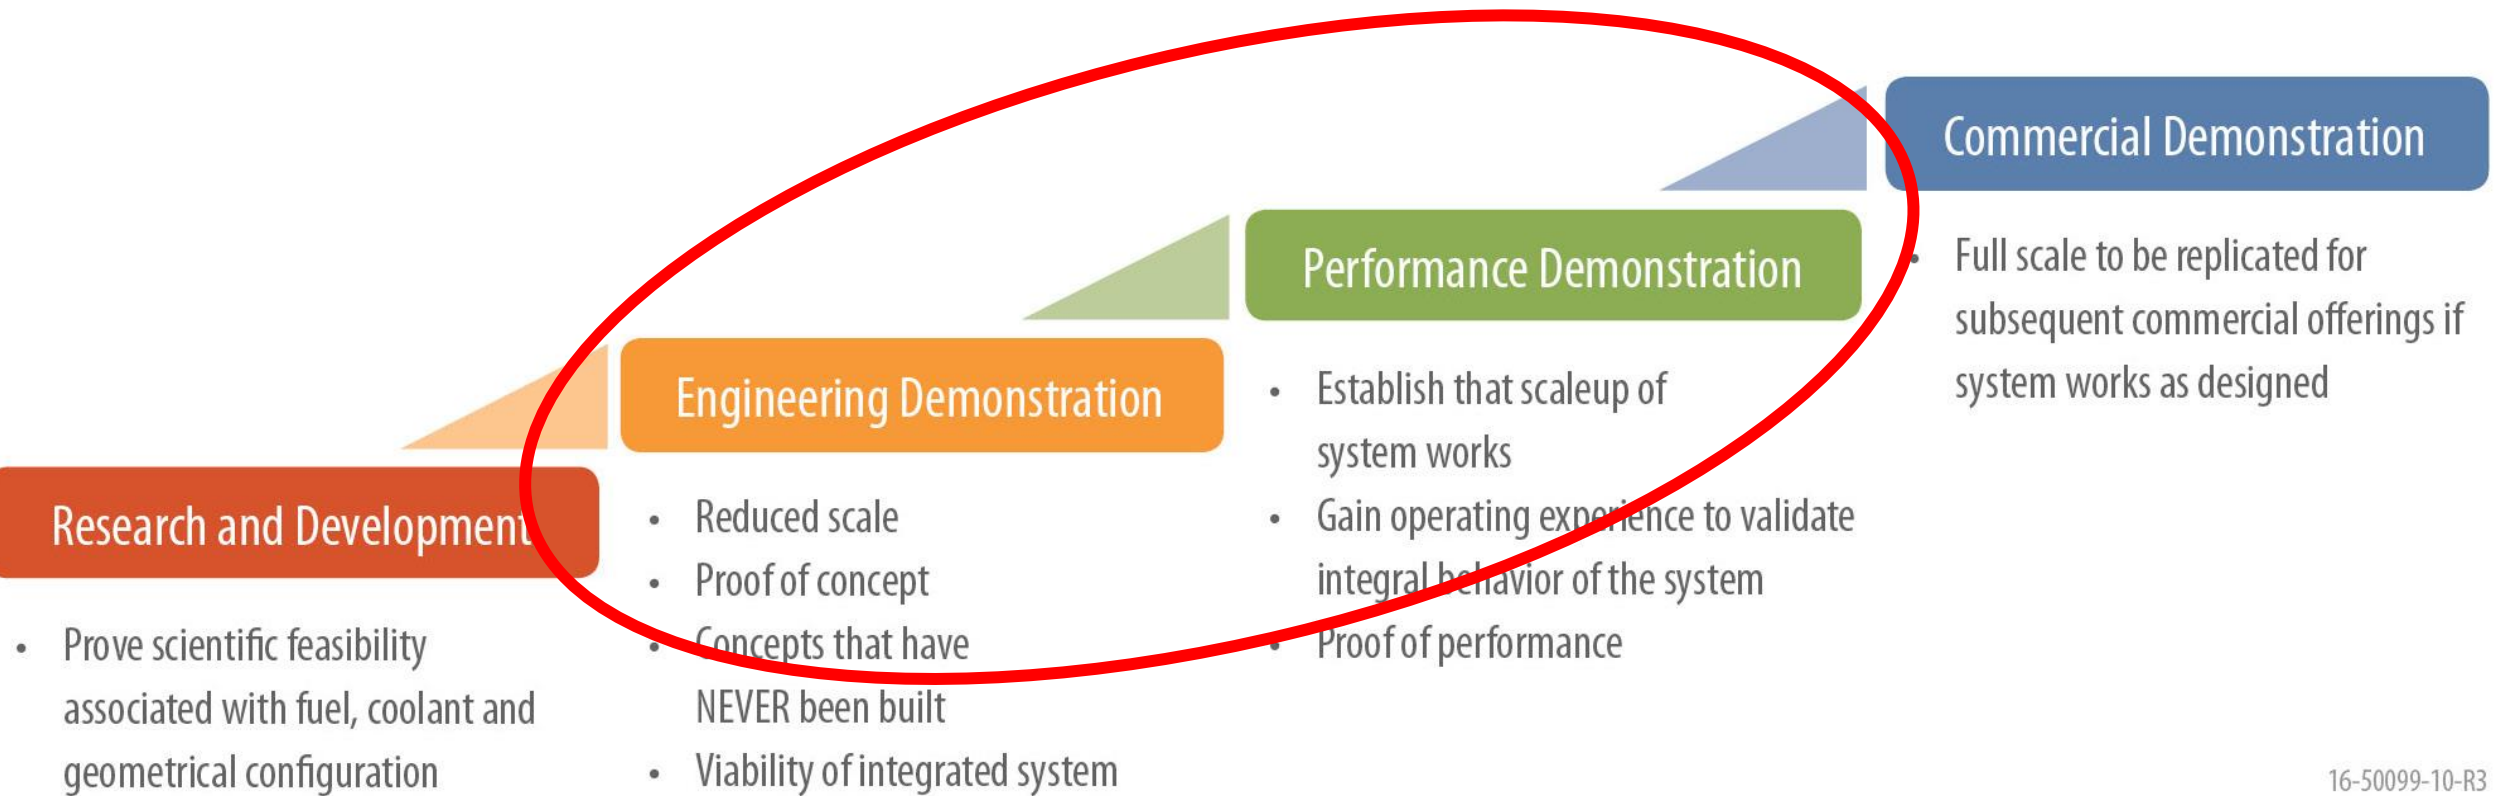 Research and Development
• Prove scientific feasibility
associated with fuel, coolant and
geometrical configuration
Engineering Demonstration
• Reduced scale
• Proof of concept
• Concepts that have
NEVER been built
• Viability of integrated system
Performance Demonstration
• Establish that scaleup of
system works
• Gain operating experience to validate
integral behavior of the system
• Proof of performance
Commercial Demonstration
• Full scale to be replicated for
subsequent commercial offerings if
system works as designed
16-50099-10-R3